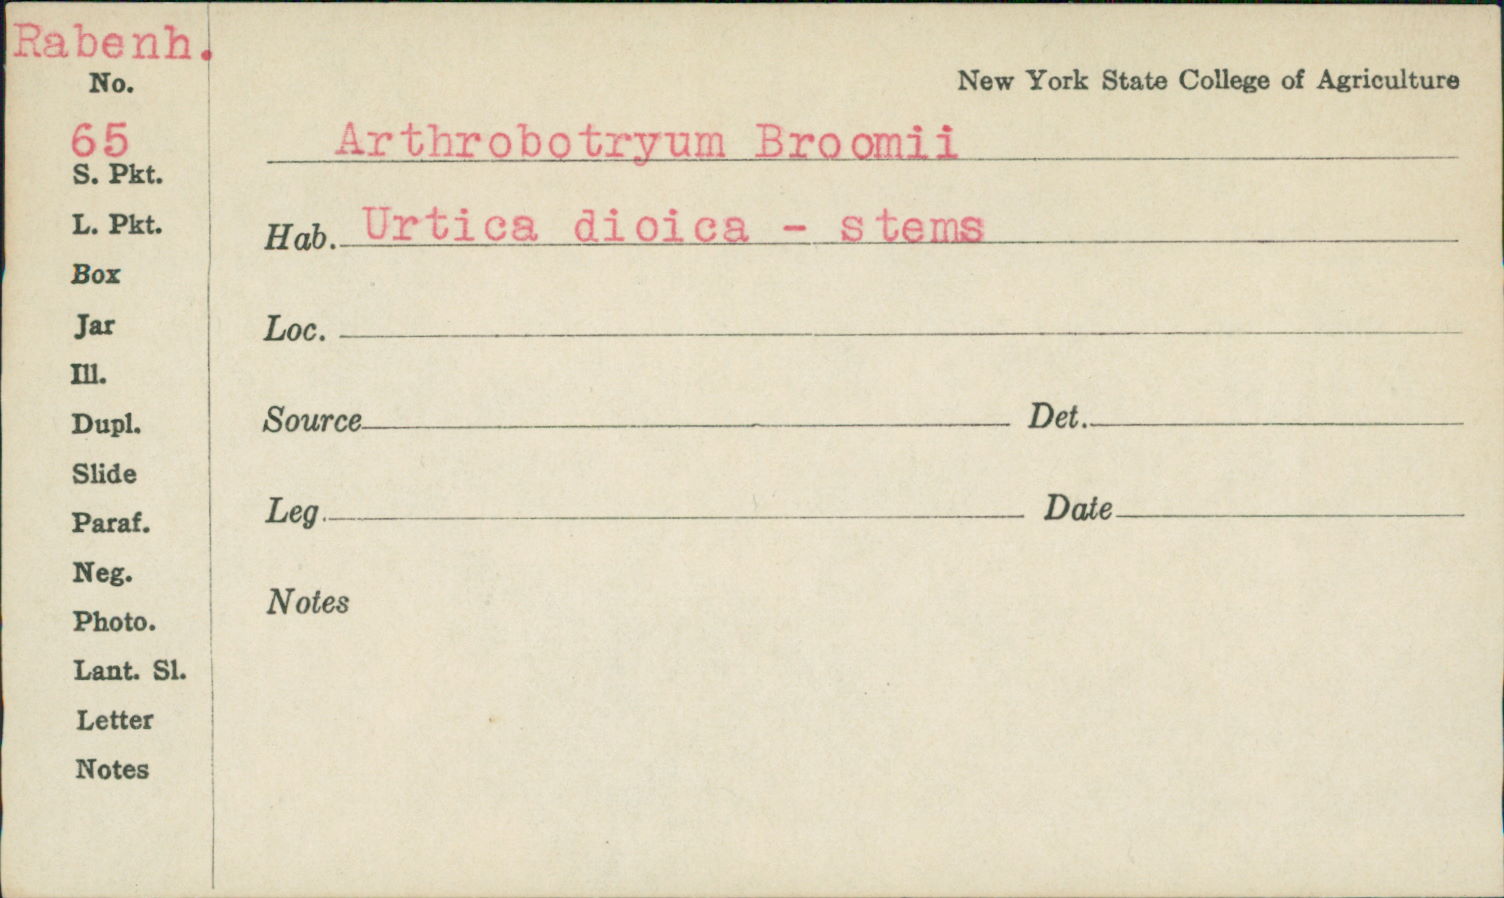 Rabenh.
No.
65
S. Pkt.
L. Pkt.
Box
Jar
Ill.
Dupl.
Slide
Paraf.
Neg.
Photo.
Lant. Sl.
Letter
Notes
New York State College of Agriculture
Arthrobotryum Broomii
Hab. Urtica dioica - stems
Loc.
Source Det.
Leg. Date
Notes